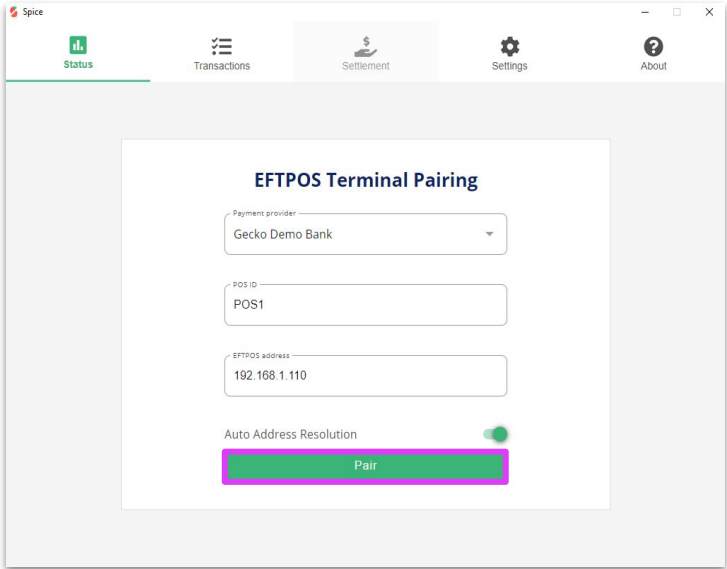 Spice
Status
Transactions
Settlement
Settings
About
EFTPOS Terminal Pairing
Payment provider
Gecko Demo Bank
POS ID
POS1
EFTPOS address
192.168.1.110
Auto Address Resolution
Pair